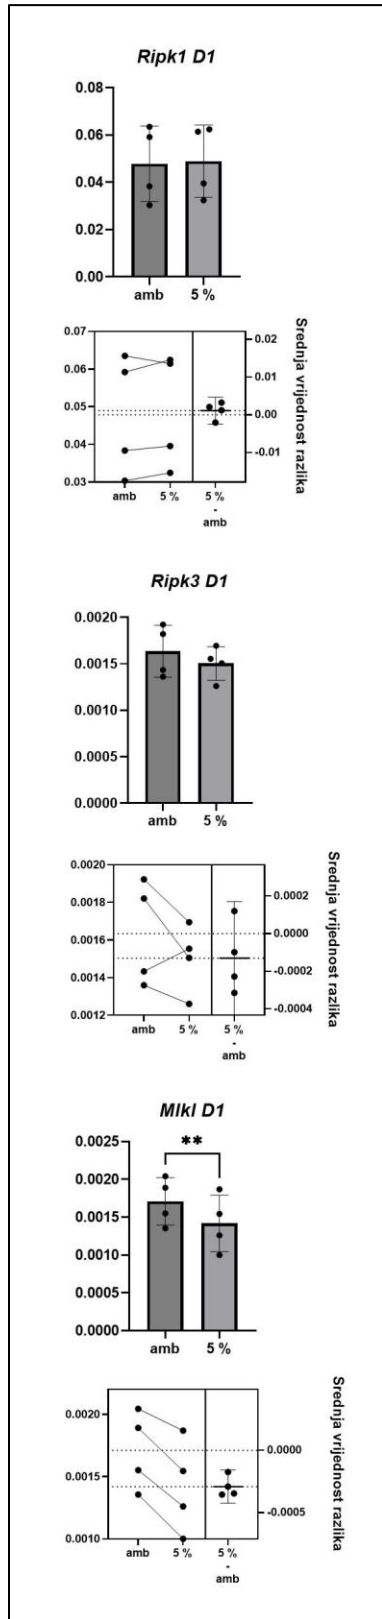 Ripk1 D1
0.08
0.06
0.04
0.02
0.00
amb 5 %
0.07
0.06
0.05
0.04
0.03
amb 5 % 5 %
-
amb
0.02
0.01
0.00
-0.01
Srednja vrijednost razlika
Ripk3 D1
0.0020
0.0015
0.0010
0.0005
0.0000
amb 5 %
0.0020
0.0018
0.0016
0.0014
0.0012
amb 5 % 5 %
-
amb
0.0002
0.0000
-0.0002
-0.0004
Srednja vrijednost razlika
Mlkl D1
**
0.0025
0.0020
0.0015
0.0010
0.0005
0.0000
amb 5 %
0.0020
0.0015
0.0010
amb 5 % 5 %
-
amb
0.0000
-0.0005
Srednja vrijednost razlika